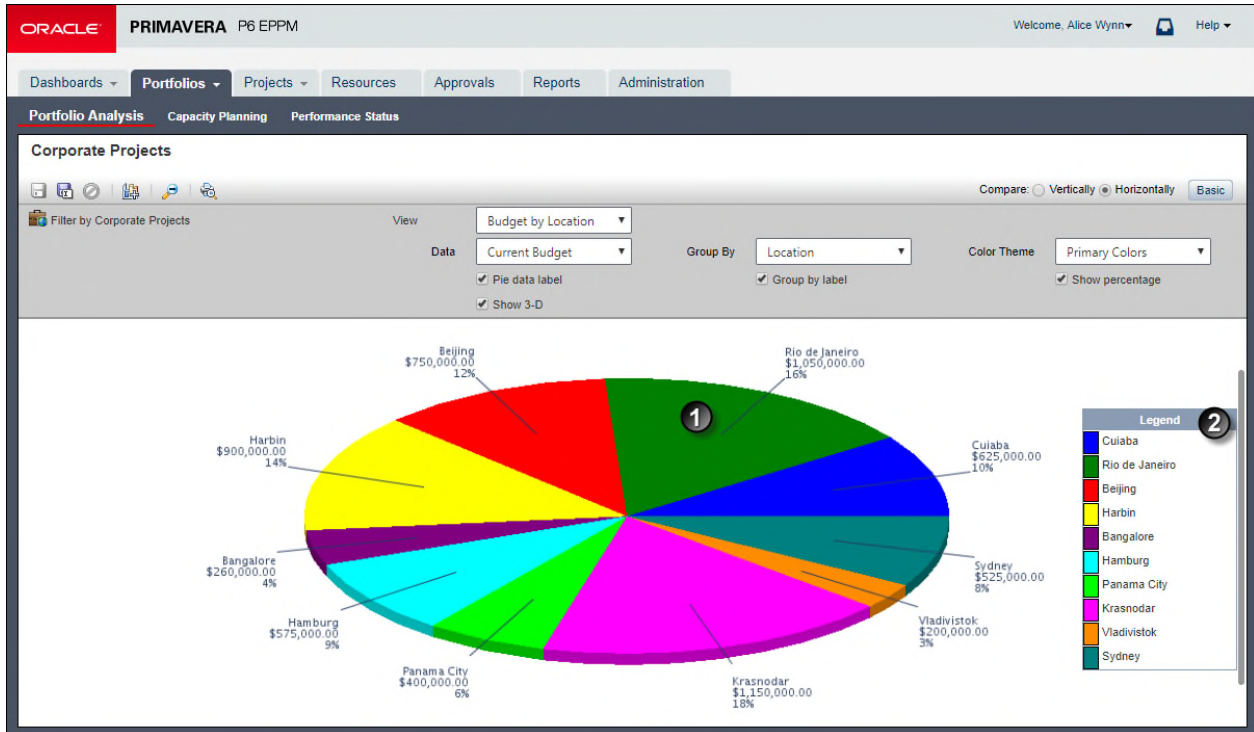 ORACLE PRIMAVERA P6 EPPM Welcome, Alice Wynn Help
Dashboards Portfolios Projects Resources Approvals Reports Administration
Portfolio Analysis Capacity Planning Performance Status
Corporate Projects
Compare: Vertically Horizontally Basic
Filter by Corporate Projects View Budget by Location
Data Current Budget Group By Location Color Theme Primary Colors
Pie data label Group by label Show percentage
Show 3-D
Beijing
$750,000.00
12%
Rio de Janeiro
$1,050,000.00
16%
1
Harbin
$900,000.00
14%
Cuiaba
$625,000.00
10%
Bangalore
$260,000.00
4%
Sydney
$525,000.00
8%
Hamburg
$575,000.00
9%
Vladivistok
$200,000.00
3%
Panama City
$400,000.00
6%
Krasnodar
$1,150,000.00
18%
Legend 2
Cuiaba
Rio de Janeiro
Beijing
Harbin
Bangalore
Hamburg
Panama City
Krasnodar
Vladivistok
Sydney